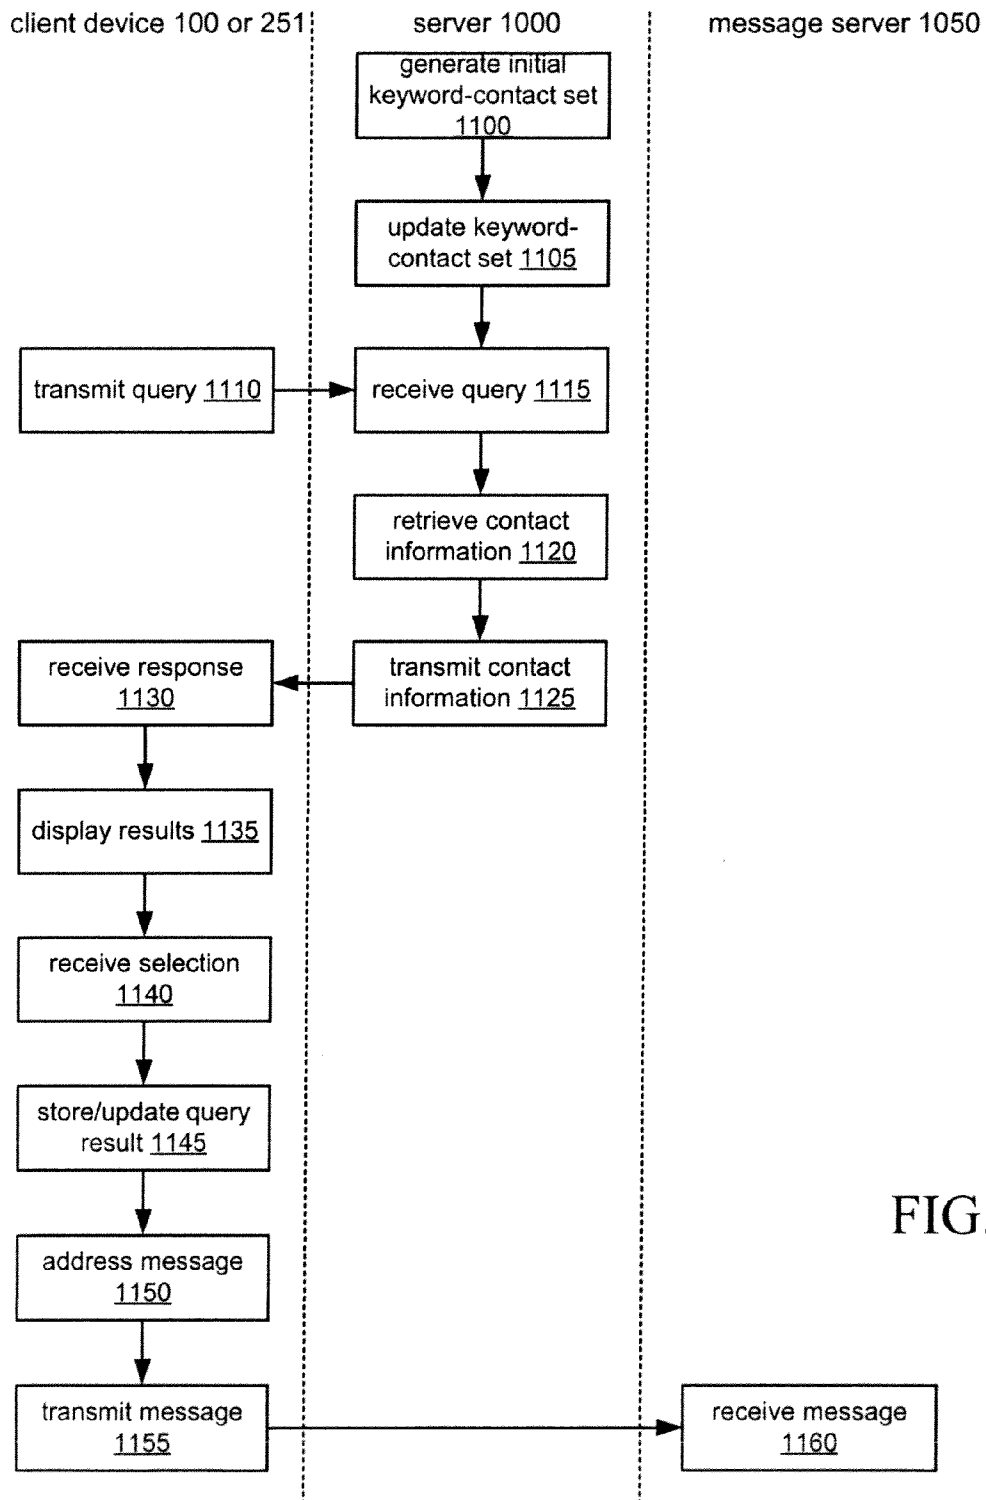 client device 100 or 251
server 1000
message server 1050
generate initial
keyword-contact set
1100
update keyword-
contact set 1105
transmit query 1110
receive query 1115
retrieve contact
information 1120
receive response
1130
transmit contact
information 1125
display results 1135
receive selection
1140
store/update query
result 1145
FIG.
address message
1150
transmit message
1155
receive message
1160